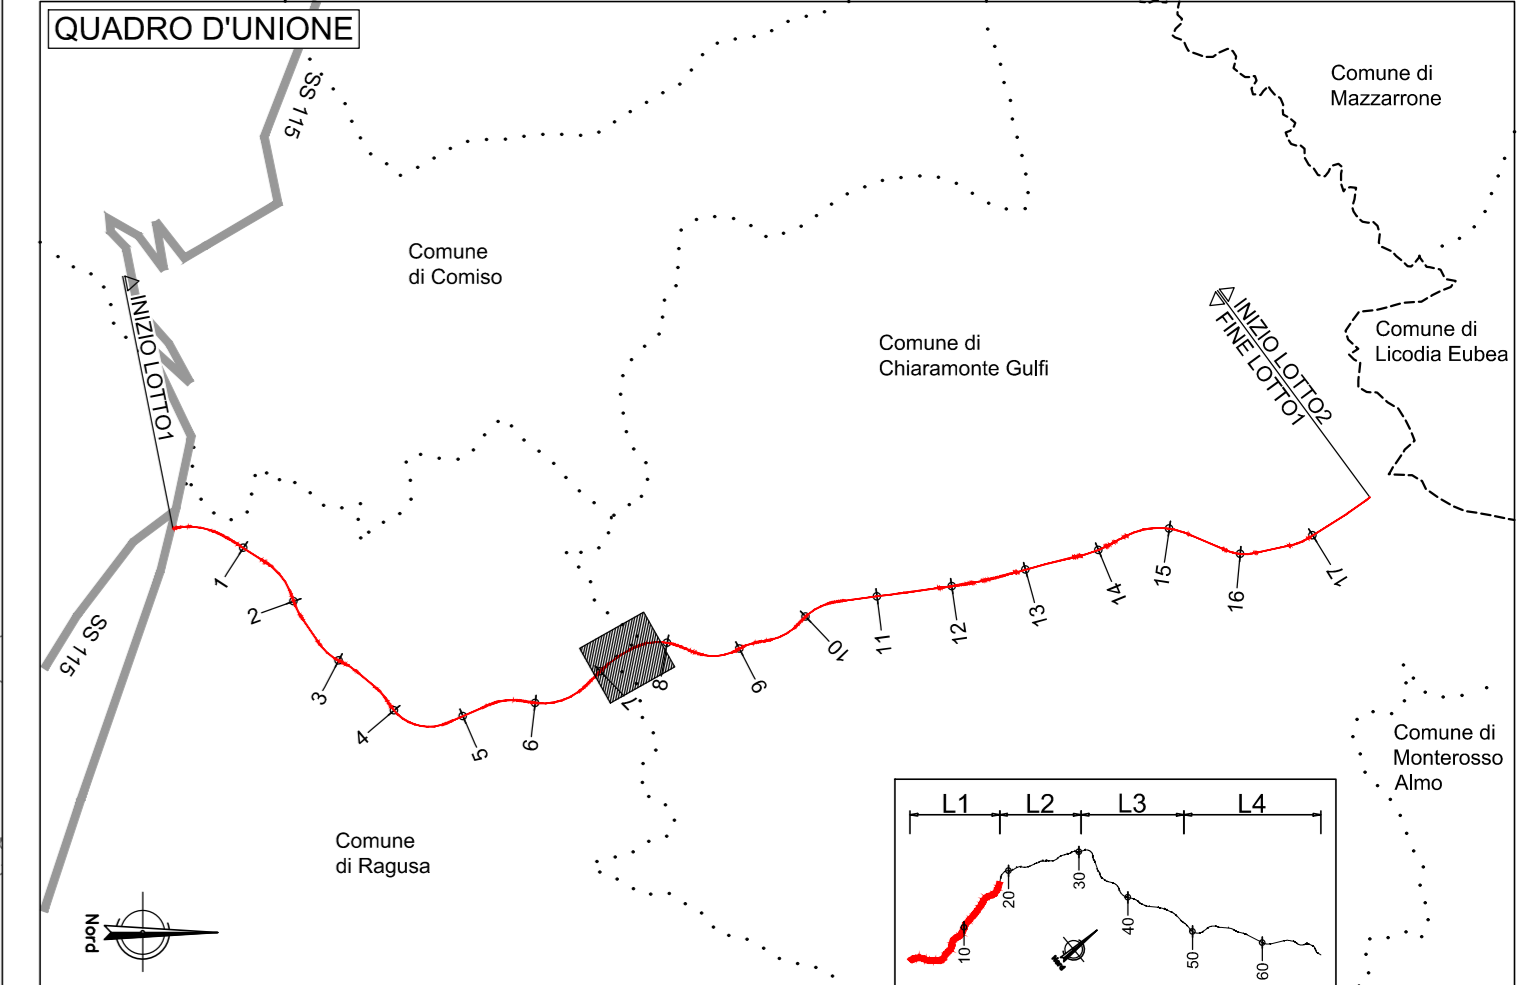 QUADRO D'UNIONE
SS 115
Comune di
Mazzarrone
Comune
di Comiso
INIZIO LOTTO1
Comune di
Chiaramonte Gulfi
INIZIO LOTTO2
FINE LOTTO1
Comune di
Licodia Eubea
1
2
3
4
5
6
7
8
9
10
11
12
13
14
15
16
17
SS 115
Comune di
Monterosso
Almo
Comune
di Ragusa
Nord
L1 L2 L3 L4
10
20
30
40
50
60
Nord